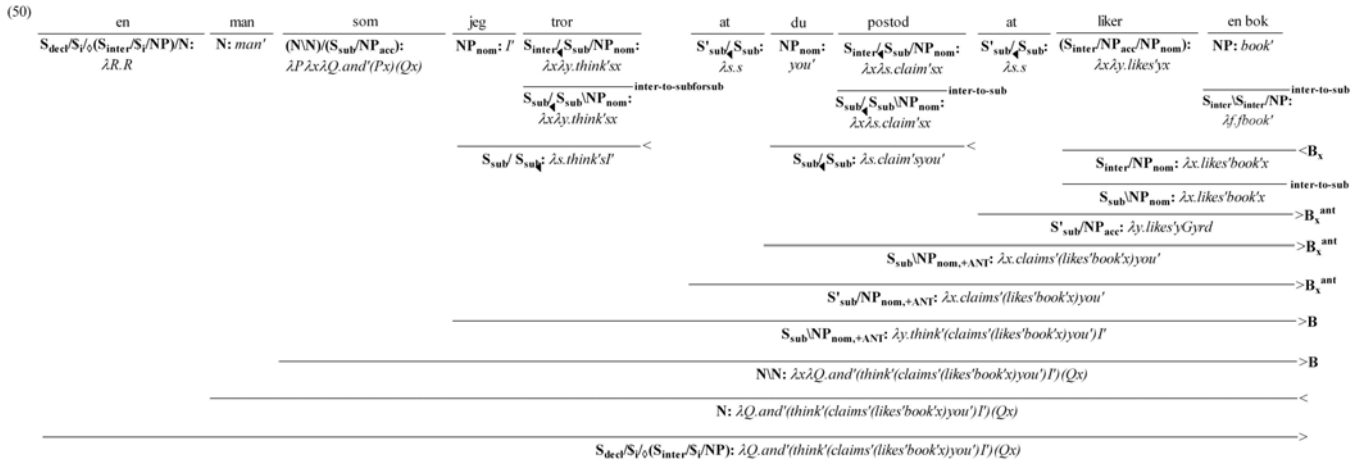 (50)
en man som jeg tror at du postod at liker en bok
S_decl/S_i/◊(S_inter/S_i/NP)/N: N: man' (N\N)/(S_sub/NP_acc): NP_nom: I' S_inter/◂S_sub/NP_nom: S'_sub/◂S_sub: NP_nom: S_inter/◂S_sub/NP_nom: S'_sub/◂S_sub: (S_inter/NP_acc/NP_nom): NP: book'
λR.R λPλxλQ.and'(Px)(Qx) λxλy.think'sx λs.s you' λxλs.claim'sx λs.s λxλy.likes'yx
inter-to-subforsub inter-to-sub inter-to-sub
S_sub/◂S_sub\NP_nom: S_sub/◂S_sub\NP_nom: S_inter\S_inter/NP:
λxλy.think'sx λxλs.claim'sx λf.fbook'
< < <B_x
S_sub/ S_sub◂: λs.think'sI' S_sub/◂S_sub: λs.claim'syou' S_inter/NP_nom: λx.likes'book'x
inter-to-sub
S_sub\NP_nom: λx.likes'book'x
>B_x^ant
S'_sub/NP_acc: λy.likes'yGyrd
>B_x^ant
S_sub\NP_nom,+ANT: λx.claims'(likes'book'x)you'
>B_x^ant
S'_sub/NP_nom,+ANT: λx.claims'(likes'book'x)you'
>B
S_sub\NP_nom,+ANT: λy.think'(claims'(likes'book'x)you')I'
>B
N\N: λxλQ.and'(think'(claims'(likes'book'x)you')I')(Qx)
<
N: λQ.and'(think'(claims'(likes'book'x)you')I')(Qx)
>
S_decl/S_i/◊(S_inter/S_i/NP): λQ.and'(think'(claims'(likes'book'x)you')I')(Qx)